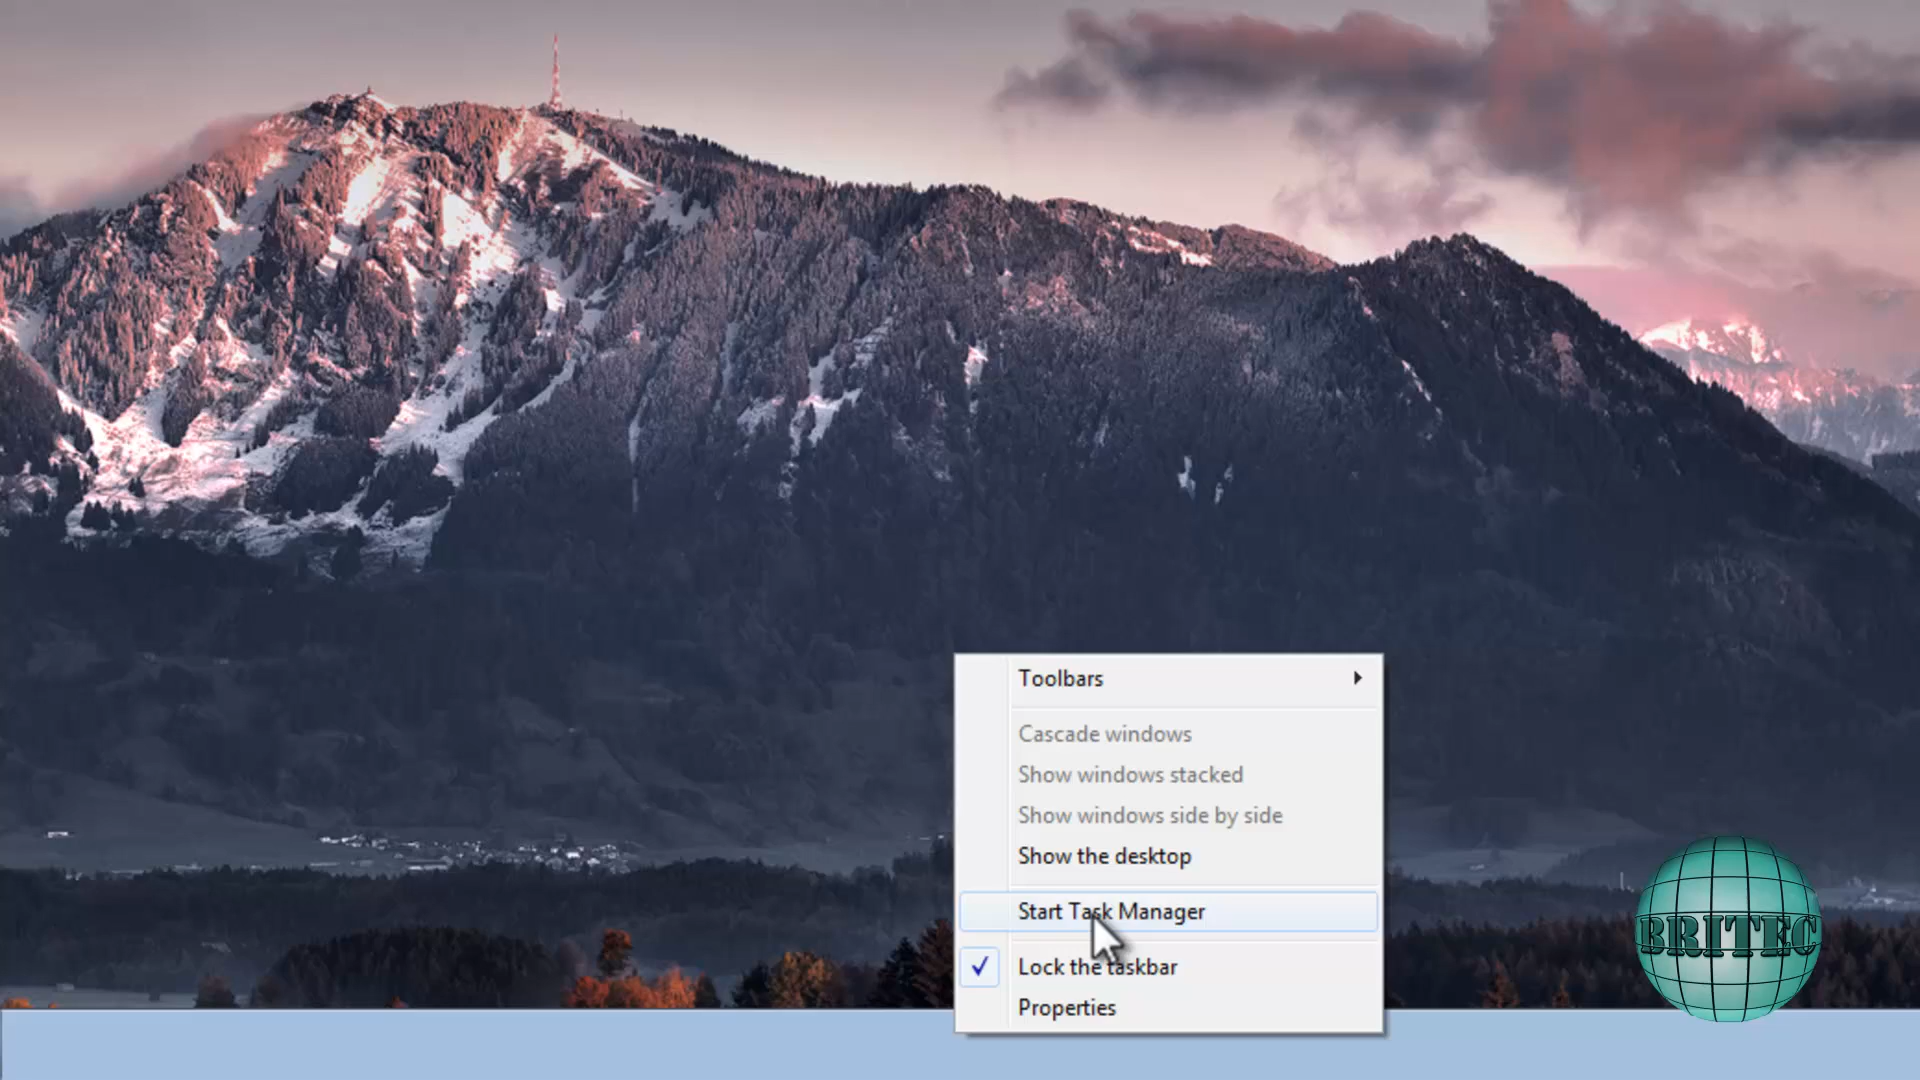 Toolbars
Cascade windows
Show windows stacked
Show windows side by side
Show the desktop
Start Task Manager
Lock the taskbar
Properties
BRITEC